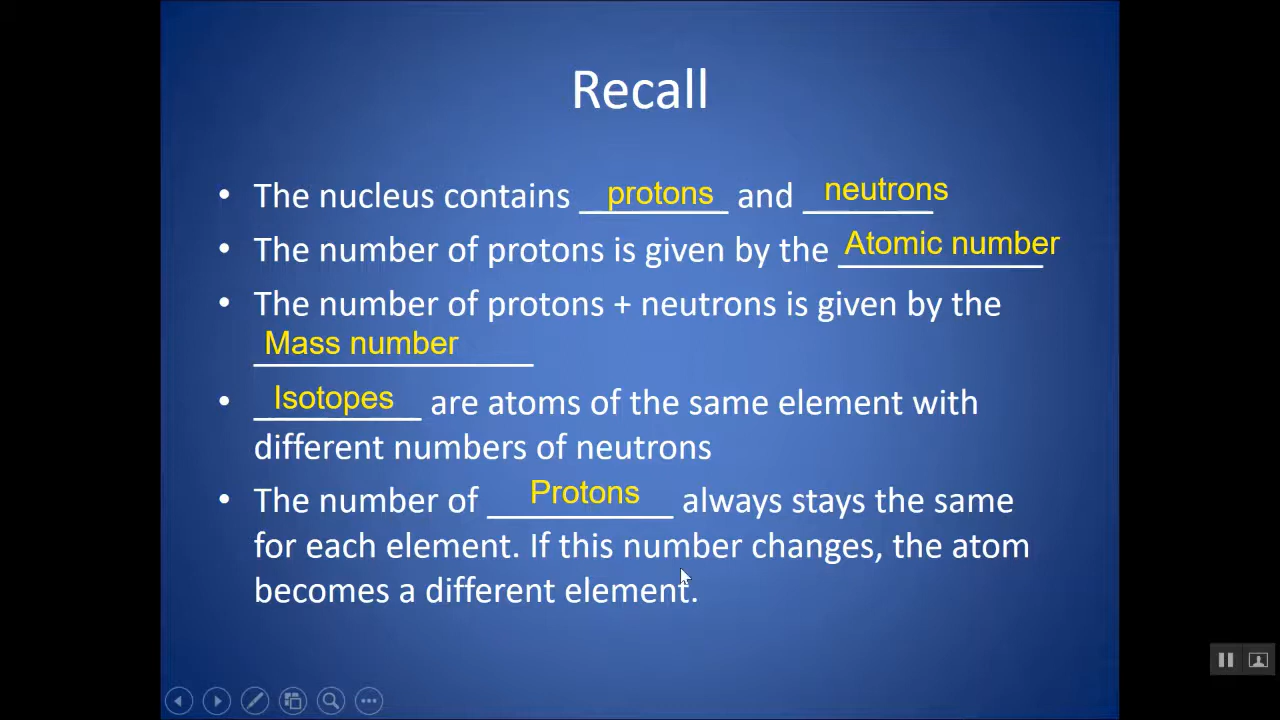 Recall
• The nucleus contains protons and neutrons
• The number of protons is given by the Atomic number
• The number of protons + neutrons is given by the
Mass number
• Isotopes are atoms of the same element with
different numbers of neutrons
• The number of Protons always stays the same
for each element. If this number changes, the atom
becomes a different element.